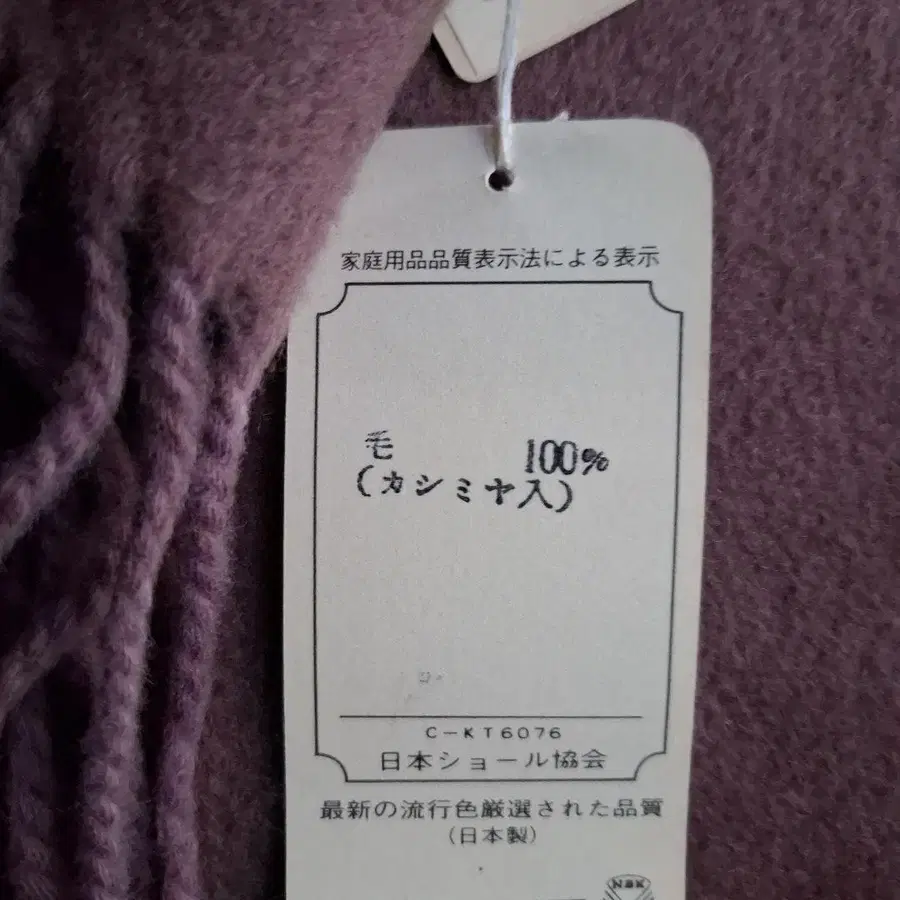 家庭用品品質表示法による表示
毛 100%
(カシミヤ入)
C-KT6076
日本ショール協会
最新の流行色厳選された品質
(日本製)
NSK